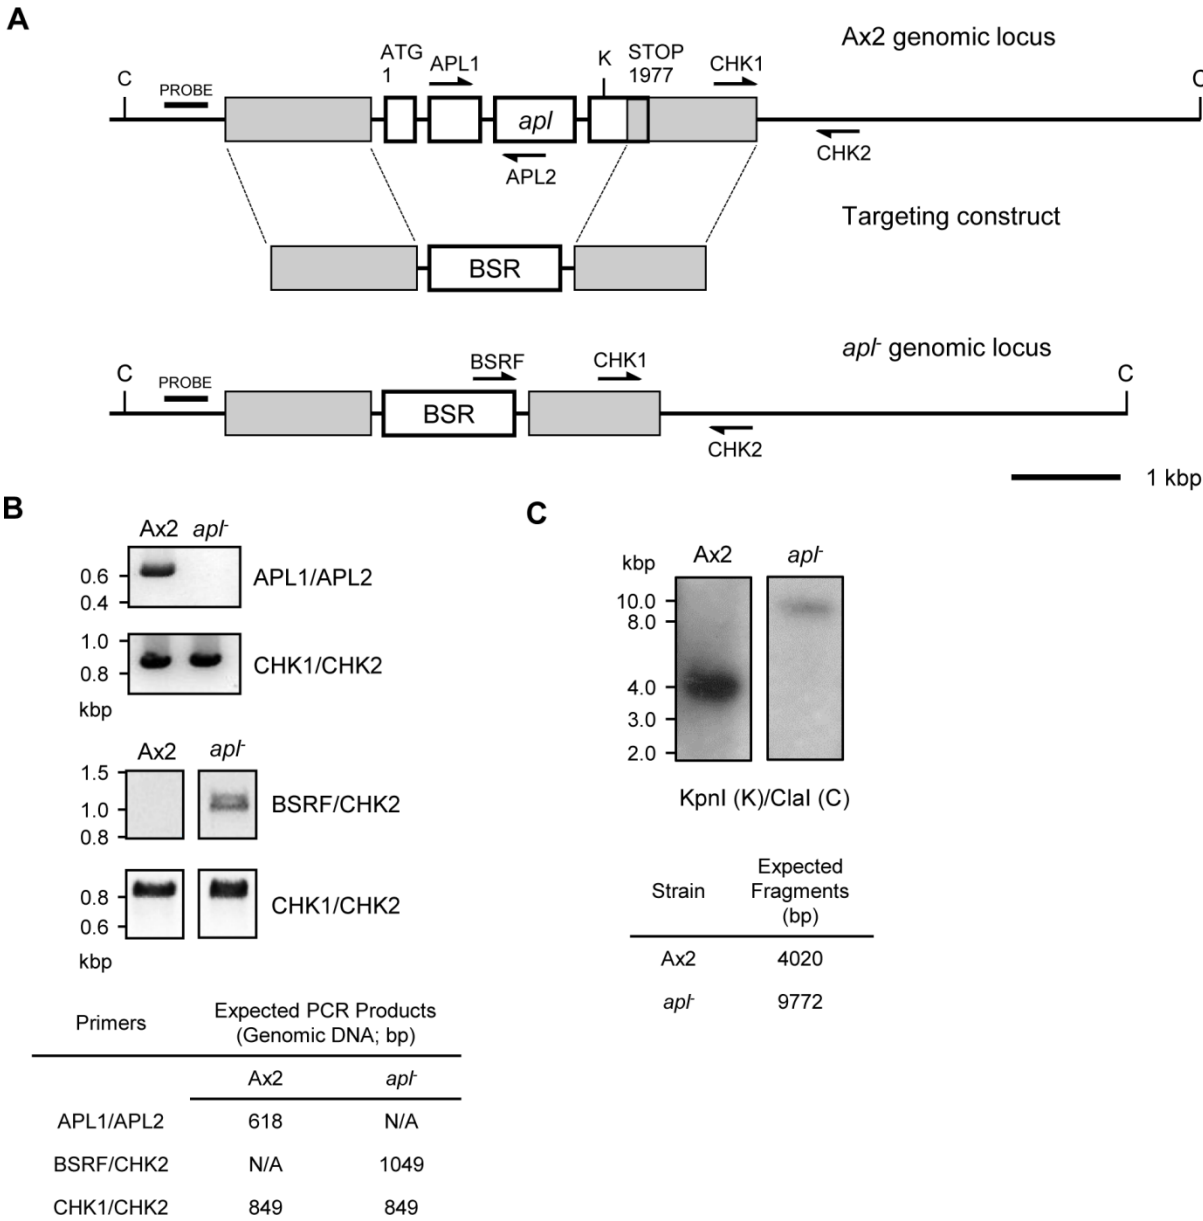 A
Ax2 genomic locus
C
PROBE
ATG
1
APL1
K
STOP
1977
CHK1
C
apl
APL2
CHK2
Targeting construct
BSR
apl- genomic locus
C
PROBE
BSRF
CHK1
C
BSR
CHK2
1 kbp
B
Ax2 apl-
0.6
0.4
APL1/APL2
1.0
0.8
CHK1/CHK2
kbp
Ax2 apl-
1.5
1.0
0.8
BSRF/CHK2
0.8
0.6
CHK1/CHK2
kbp
Primers
Expected PCR Products
(Genomic DNA; bp)
Ax2 apl-
APL1/APL2 618 N/A
BSRF/CHK2 N/A 1049
CHK1/CHK2 849 849
C
kbp Ax2 apl-
10.0
8.0
4.0
3.0
2.0
KpnI (K)/ClaI (C)
Strain
Expected
Fragments
(bp)
Ax2 4020
apl- 9772